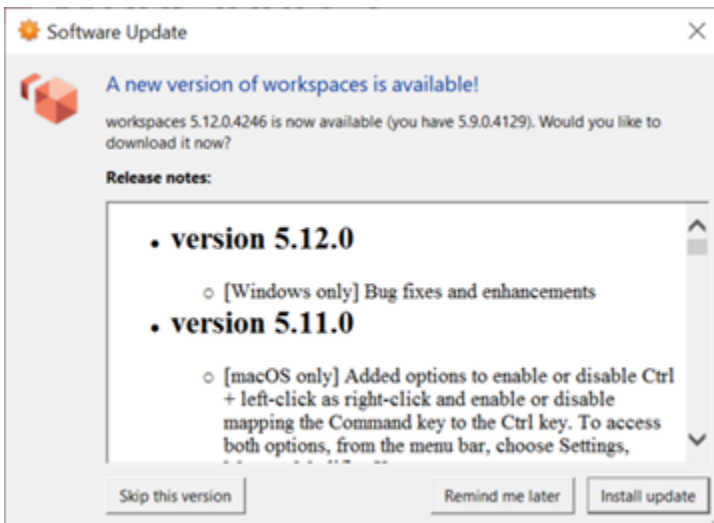 Software Update
A new version of workspaces is available!
workspaces 5.12.0.4246 is now available (you have 5.9.0.4129). Would you like to
download it now?
Release notes:
• version 5.12.0
○ [Windows only] Bug fixes and enhancements
• version 5.11.0
○ [macOS only] Added options to enable or disable Ctrl
+ left-click as right-click and enable or disable
mapping the Command key to the Ctrl key. To access
both options, from the menu bar, choose Settings,
Skip this version
Remind me later
Install update